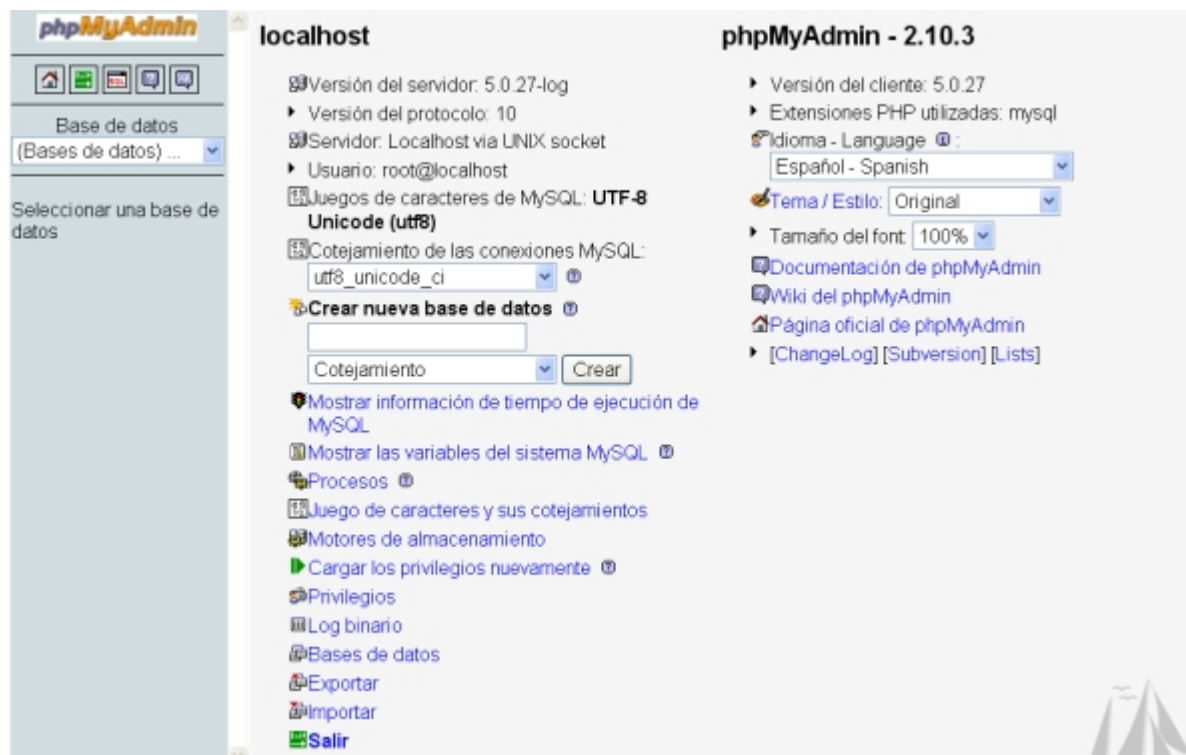 phpMyAdmin
Base de datos
(Bases de datos) ...
Seleccionar una base de
datos
localhost
Versión del servidor: 5.0.27-log
Versión del protocolo: 10
Servidor: Localhost via UNIX socket
Usuario: root@localhost
Juegos de caracteres de MySQL: UTF-8
Unicode (utf8)
Cotejamiento de las conexiones MySQL:
utf8_unicode_ci
Crear nueva base de datos
Cotejamiento
Crear
Mostrar información de tiempo de ejecución de
MySQL
Mostrar las variables del sistema MySQL
Procesos
Juego de caracteres y sus cotejamientos
Motores de almacenamiento
Cargar los privilegios nuevamente
Privilegios
Log binario
Bases de datos
Exportar
Importar
Salir
phpMyAdmin - 2.10.3
Versión del cliente: 5.0.27
Extensiones PHP utilizadas: mysql
Idioma - Language :
Español - Spanish
Tema / Estilo: Original
Tamaño del font: 100%
Documentación de phpMyAdmin
Wiki del phpMyAdmin
Página oficial de phpMyAdmin
[ChangeLog] [Subversion] [Lists]